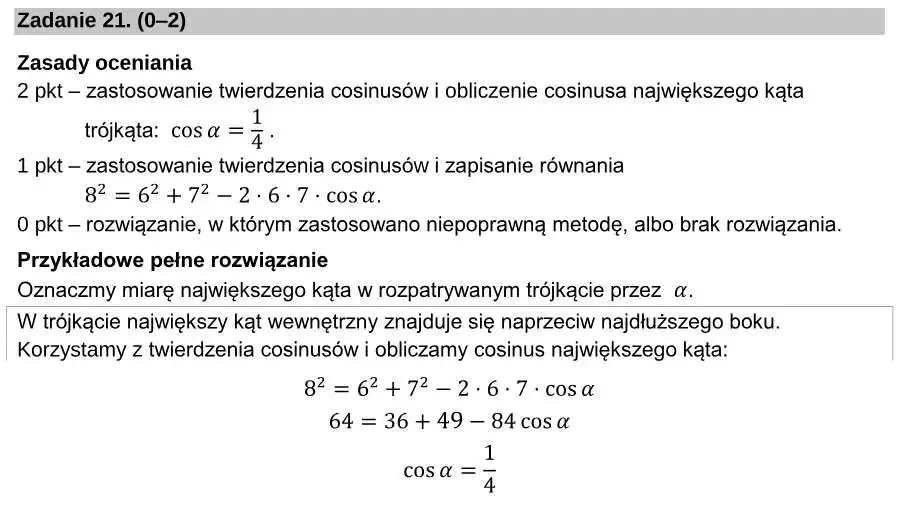 Zadanie 21. (0–2)
Zasady oceniania
2 pkt – zastosowanie twierdzenia cosinusów i obliczenie cosinusa największego kąta
trójkąta: cos α = 1/4 .
1 pkt – zastosowanie twierdzenia cosinusów i zapisanie równania
8² = 6² + 7² − 2 · 6 · 7 · cos α.
0 pkt – rozwiązanie, w którym zastosowano niepoprawną metodę, albo brak rozwiązania.
Przykładowe pełne rozwiązanie
Oznaczmy miarę największego kąta w rozpatrywanym trójkącie przez α.
W trójkącie największy kąt wewnętrzny znajduje się naprzeciw najdłuższego boku.
Korzystamy z twierdzenia cosinusów i obliczamy cosinus największego kąta:
8² = 6² + 7² − 2 · 6 · 7 · cos α
64 = 36 + 49 − 84 cos α
cos α = 1/4